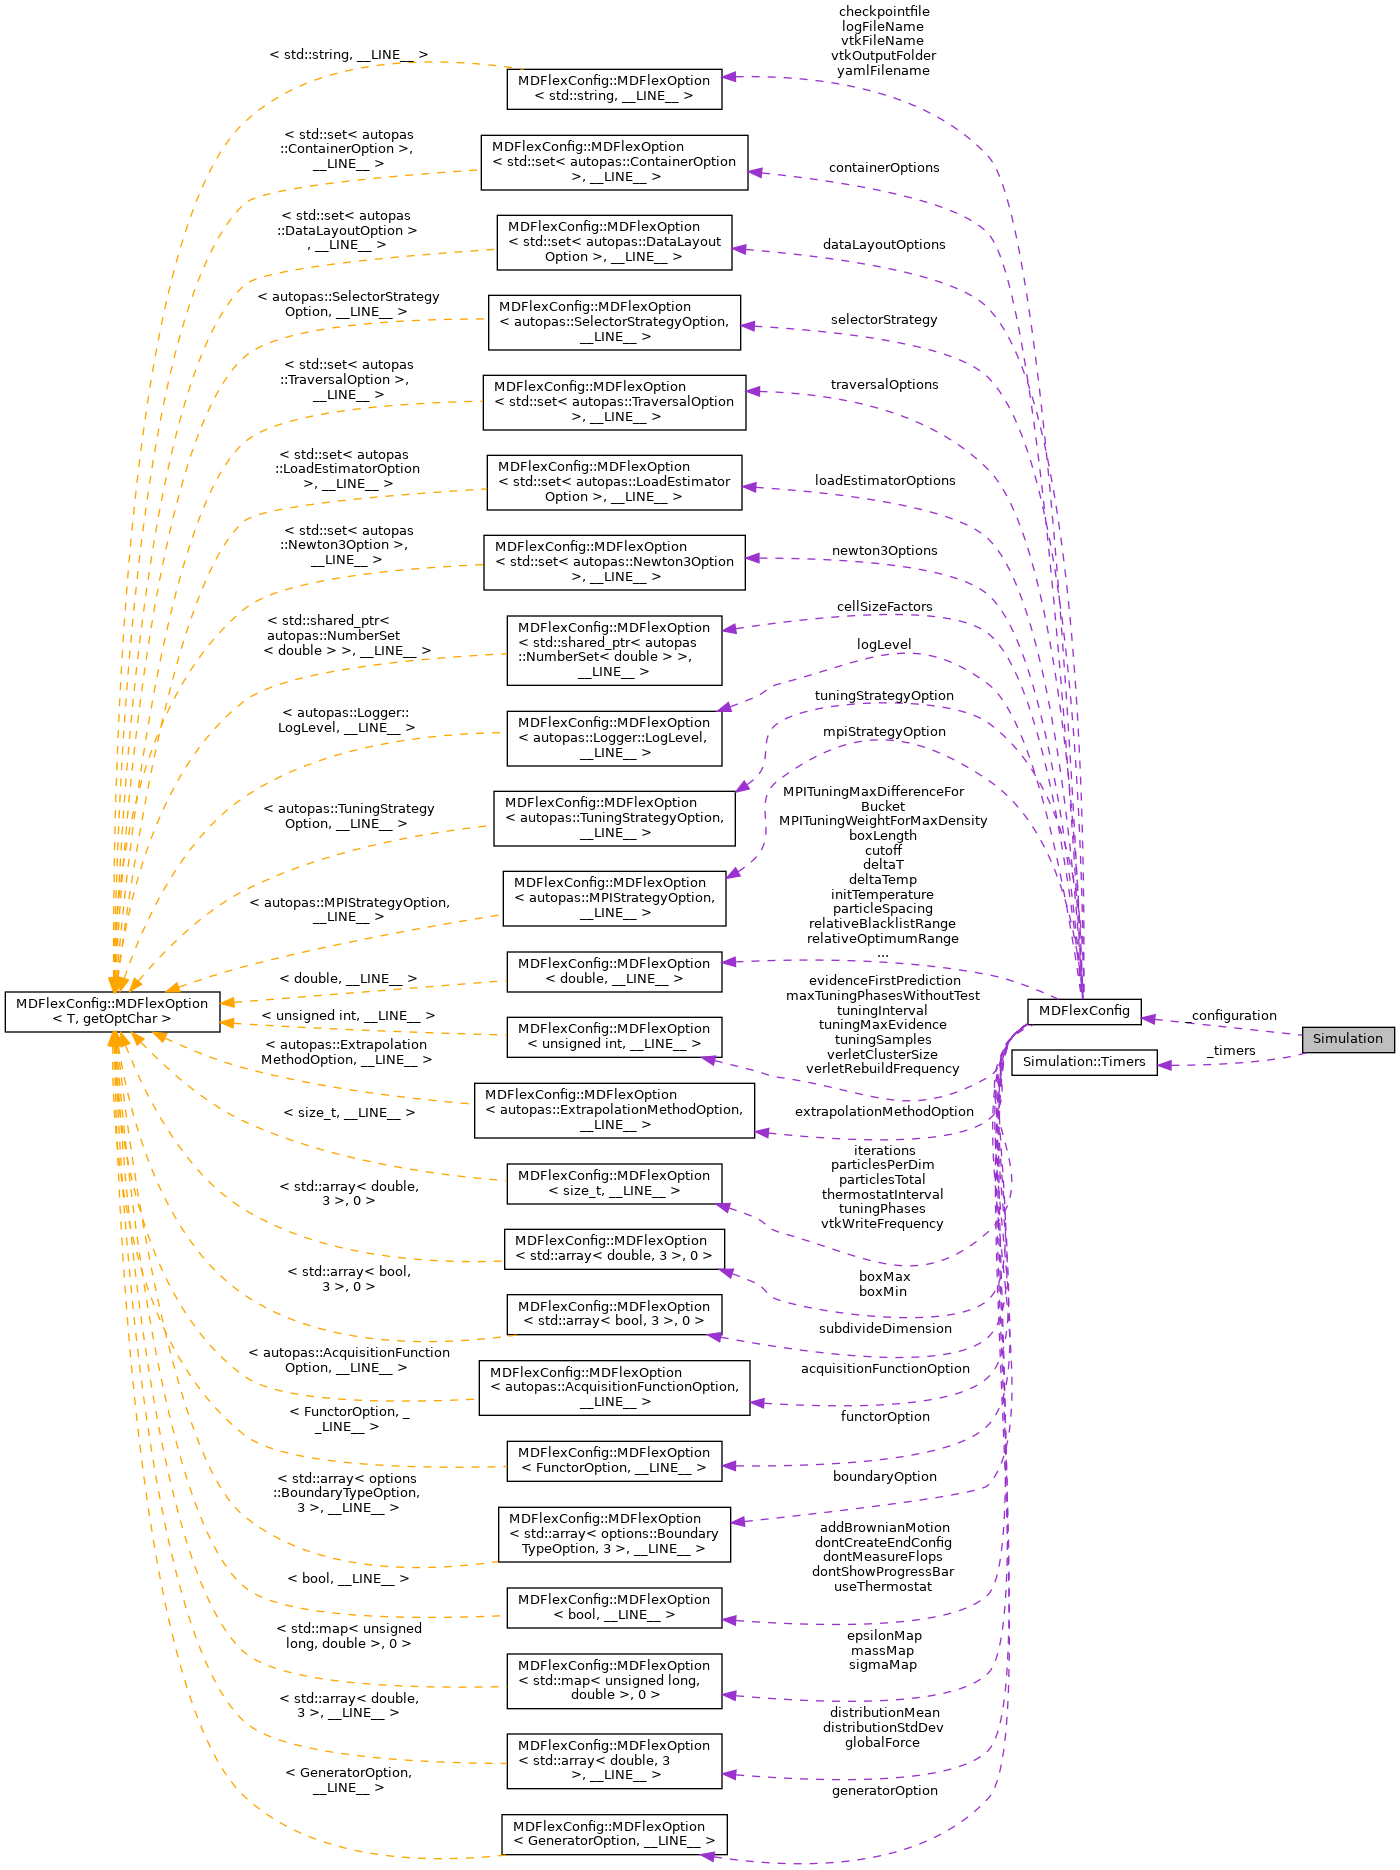 checkpointfile
logFileName
vtkFileName
vtkOutputFolder
yamlFilename
< std::string, __LINE__ >
MDFlexConfig::MDFlexOption
< std::string, __LINE__ >
< std::set< autopas
::ContainerOption >,
__LINE__ >
MDFlexConfig::MDFlexOption
< std::set< autopas::ContainerOption
>, __LINE__ >
containerOptions
< std::set< autopas
::DataLayoutOption >
, __LINE__ >
MDFlexConfig::MDFlexOption
< std::set< autopas::DataLayout
Option >, __LINE__ >
dataLayoutOptions
< autopas::SelectorStrategy
Option, __LINE__ >
MDFlexConfig::MDFlexOption
< autopas::SelectorStrategyOption,
__LINE__ >
selectorStrategy
< std::set< autopas
::TraversalOption >,
__LINE__ >
MDFlexConfig::MDFlexOption
< std::set< autopas::TraversalOption
>, __LINE__ >
traversalOptions
< std::set< autopas
::LoadEstimatorOption
>, __LINE__ >
MDFlexConfig::MDFlexOption
< std::set< autopas::LoadEstimator
Option >, __LINE__ >
loadEstimatorOptions
< std::set< autopas
::Newton3Option >,
__LINE__ >
MDFlexConfig::MDFlexOption
< std::set< autopas::Newton3Option
>, __LINE__ >
newton3Options
< std::shared_ptr<
autopas::NumberSet
< double > >, __LINE__ >
MDFlexConfig::MDFlexOption
< std::shared_ptr< autopas
::NumberSet< double > >,
__LINE__ >
cellSizeFactors
logLevel
< autopas::Logger::
LogLevel, __LINE__ >
MDFlexConfig::MDFlexOption
< autopas::Logger::LogLevel,
__LINE__ >
tuningStrategyOption
mpiStrategyOption
< autopas::TuningStrategy
Option, __LINE__ >
MDFlexConfig::MDFlexOption
< autopas::TuningStrategyOption,
__LINE__ >
MPITuningMaxDifferenceFor
Bucket
MPITuningWeightForMaxDensity
boxLength
cutoff
deltaT
deltaTemp
initTemperature
particleSpacing
relativeBlacklistRange
relativeOptimumRange
...
< autopas::MPIStrategyOption,
__LINE__ >
MDFlexConfig::MDFlexOption
< autopas::MPIStrategyOption,
__LINE__ >
< double, __LINE__ >
MDFlexConfig::MDFlexOption
< double, __LINE__ >
MDFlexConfig::MDFlexOption
< T, getOptChar >
< unsigned int, __LINE__ >
MDFlexConfig::MDFlexOption
< unsigned int, __LINE__ >
evidenceFirstPrediction
maxTuningPhasesWithoutTest
tuningInterval
tuningMaxEvidence
tuningSamples
verletClusterSize
verletRebuildFrequency
MDFlexConfig
_configuration
Simulation
Simulation::Timers
_timers
< autopas::Extrapolation
MethodOption, __LINE__ >
MDFlexConfig::MDFlexOption
< autopas::ExtrapolationMethodOption,
__LINE__ >
extrapolationMethodOption
< size_t, __LINE__ >
MDFlexConfig::MDFlexOption
< size_t, __LINE__ >
iterations
particlesPerDim
particlesTotal
thermostatInterval
tuningPhases
vtkWriteFrequency
< std::array< double,
3 >, 0 >
MDFlexConfig::MDFlexOption
< std::array< double, 3 >, 0 >
boxMax
boxMin
< std::array< bool,
3 >, 0 >
MDFlexConfig::MDFlexOption
< std::array< bool, 3 >, 0 >
subdivideDimension
< autopas::AcquisitionFunction
Option, __LINE__ >
MDFlexConfig::MDFlexOption
< autopas::AcquisitionFunctionOption,
__LINE__ >
acquisitionFunctionOption
< FunctorOption, _
_LINE__ >
MDFlexConfig::MDFlexOption
< FunctorOption, __LINE__ >
functorOption
< std::array< options
::BoundaryTypeOption,
3 >, __LINE__ >
MDFlexConfig::MDFlexOption
< std::array< options::Boundary
TypeOption, 3 >, __LINE__ >
boundaryOption
< bool, __LINE__ >
MDFlexConfig::MDFlexOption
< bool, __LINE__ >
addBrownianMotion
dontCreateEndConfig
dontMeasureFlops
dontShowProgressBar
useThermostat
< std::map< unsigned
long, double >, 0 >
MDFlexConfig::MDFlexOption
< std::map< unsigned long,
double >, 0 >
epsilonMap
massMap
sigmaMap
< std::array< double,
3 >, __LINE__ >
MDFlexConfig::MDFlexOption
< std::array< double, 3
>, __LINE__ >
distributionMean
distributionStdDev
globalForce
< GeneratorOption,
__LINE__ >
MDFlexConfig::MDFlexOption
< GeneratorOption, __LINE__ >
generatorOption